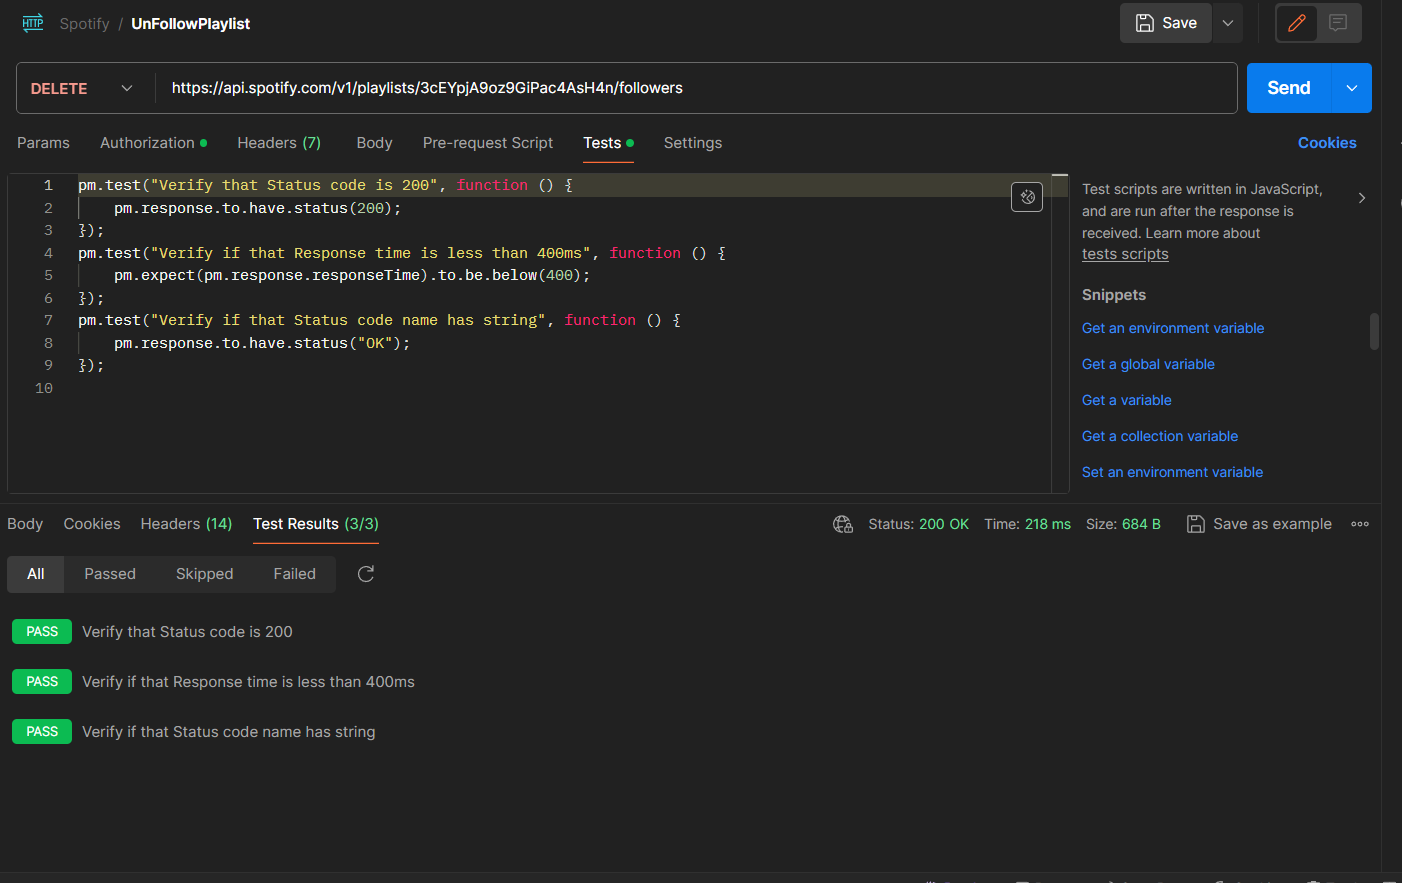 HTTP Spotify / UnFollowPlaylist Save
DELETE https://api.spotify.com/v1/playlists/3cEYpjA9oz9GiPac4AsH4n/followers Send
Params Authorization Headers (7) Body Pre-request Script Tests Settings Cookies
1 pm.test("Verify that Status code is 200", function () {
2 pm.response.to.have.status(200);
3 });
4 pm.test("Verify if that Response time is less than 400ms", function () {
5 pm.expect(pm.response.responseTime).to.be.below(400);
6 });
7 pm.test("Verify if that Status code name has string", function () {
8 pm.response.to.have.status("OK");
9 });
10
Test scripts are written in JavaScript,
and are run after the response is
received. Learn more about
tests scripts
Snippets
Get an environment variable
Get a global variable
Get a variable
Get a collection variable
Set an environment variable
Body Cookies Headers (14) Test Results (3/3) Status: 200 OK Time: 218 ms Size: 684 B Save as example
All Passed Skipped Failed
PASS Verify that Status code is 200
PASS Verify if that Response time is less than 400ms
PASS Verify if that Status code name has string